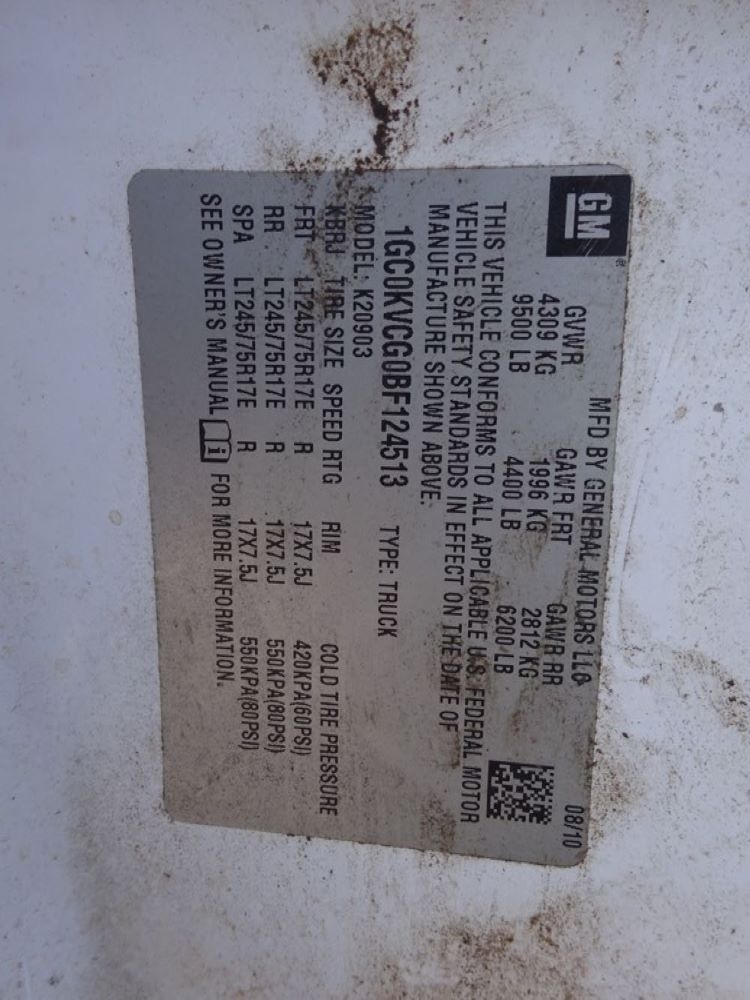 GM
MFD BY GENERAL MOTORS LLC 08/10
GVWR GAWR FRT GAWR RR
4309 KG 1996 KG 2812 KG
9500 LB 4400 LB 6200 LB
THIS VEHICLE CONFORMS TO ALL APPLICABLE U.S. FEDERAL MOTOR
VEHICLE SAFETY STANDARDS IN EFFECT ON THE DATE OF
MANUFACTURE SHOWN ABOVE.
1GC0KVCG0BF124513 TYPE: TRUCK
MODEL: K20903
KBRJ TIRE SIZE SPEED RTG RIM COLD TIRE PRESSURE
FRT LT245/75R17E R 17X7.5J 420KPA(60PSI)
RR LT245/75R17E R 17X7.5J 550KPA(80PSI)
SPA LT245/75R17E R 17X7.5J 550KPA(80PSI)
SEE OWNER'S MANUAL i FOR MORE INFORMATION.